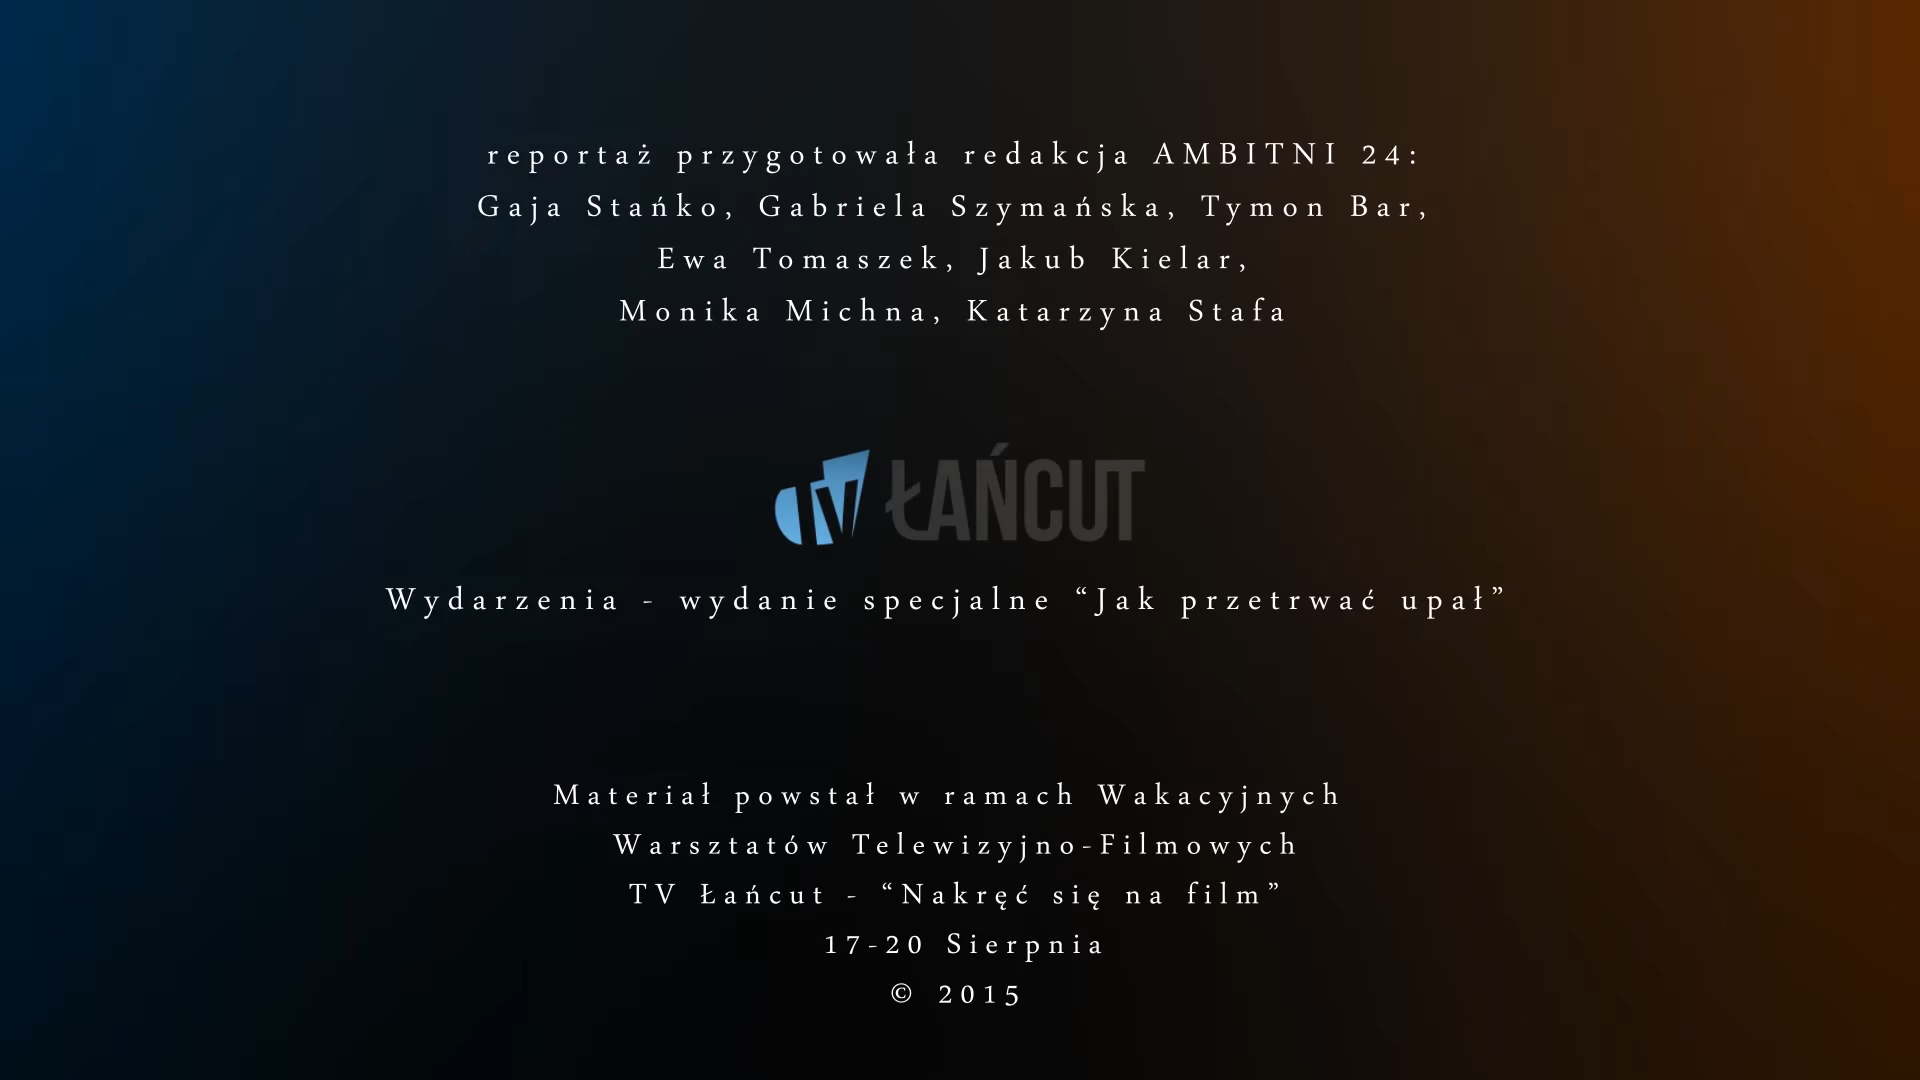 reportaż przygotowała redakcja AMBITNI 24:
Gaja Stańko, Gabriela Szymańska, Tymon Bar,
Ewa Tomaszek, Jakub Kielar,
Monika Michna, Katarzyna Stafa
TV ŁAŃCUT
Wydarzenia - wydanie specjalne “Jak przetrwać upał”
Materiał powstał w ramach Wakacyjnych
Warsztatów Telewizyjno-Filmowych
TV Łańcut - “Nakręć się na film”
17-20 Sierpnia
© 2015